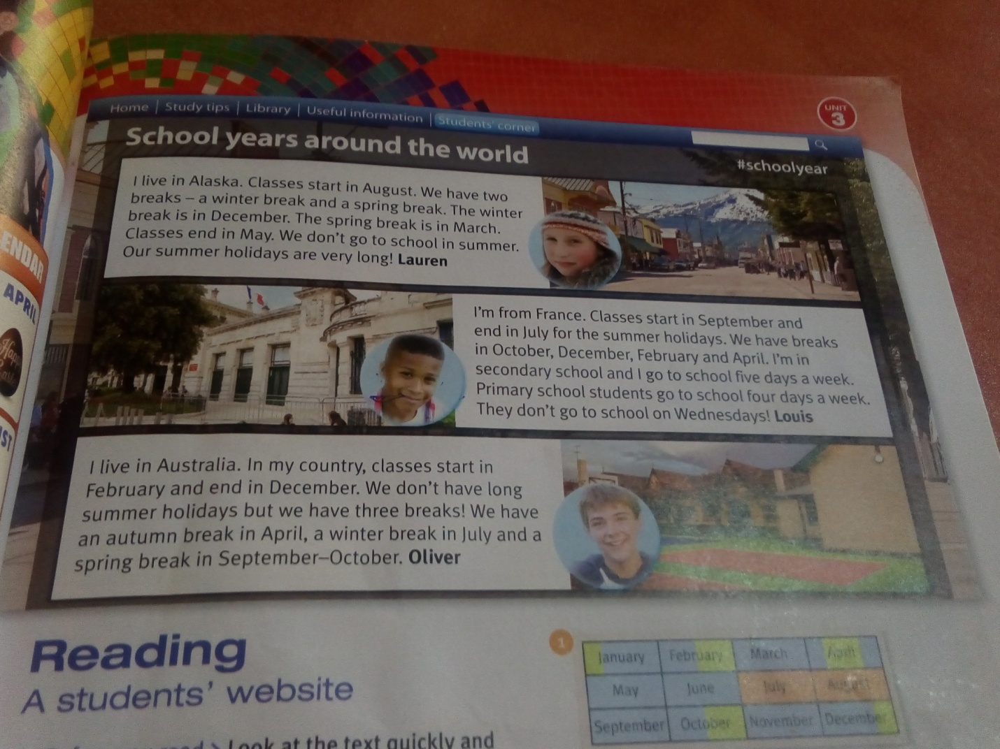 Home | Study tips | Library | Useful information | Students' corner
UNIT
3
School years around the world
#schoolyear
I live in Alaska. Classes start in August. We have two
breaks – a winter break and a spring break. The winter
break is in December. The spring break is in March.
Classes end in May. We don't go to school in summer.
Our summer holidays are very long! Lauren
I'm from France. Classes start in September and
end in July for the summer holidays. We have breaks
in October, December, February and April. I'm in
secondary school and I go to school five days a week.
Primary school students go to school four days a week.
They don't go to school on Wednesdays! Louis
I live in Australia. In my country, classes start in
February and end in December. We don't have long
summer holidays but we have three breaks! We have
an autumn break in April, a winter break in July and a
spring break in September–October. Oliver
ENDAR
APRIL
IST
Reading
A students' website
Look at the text quickly and
1
January February March April
May June July August
September October November December